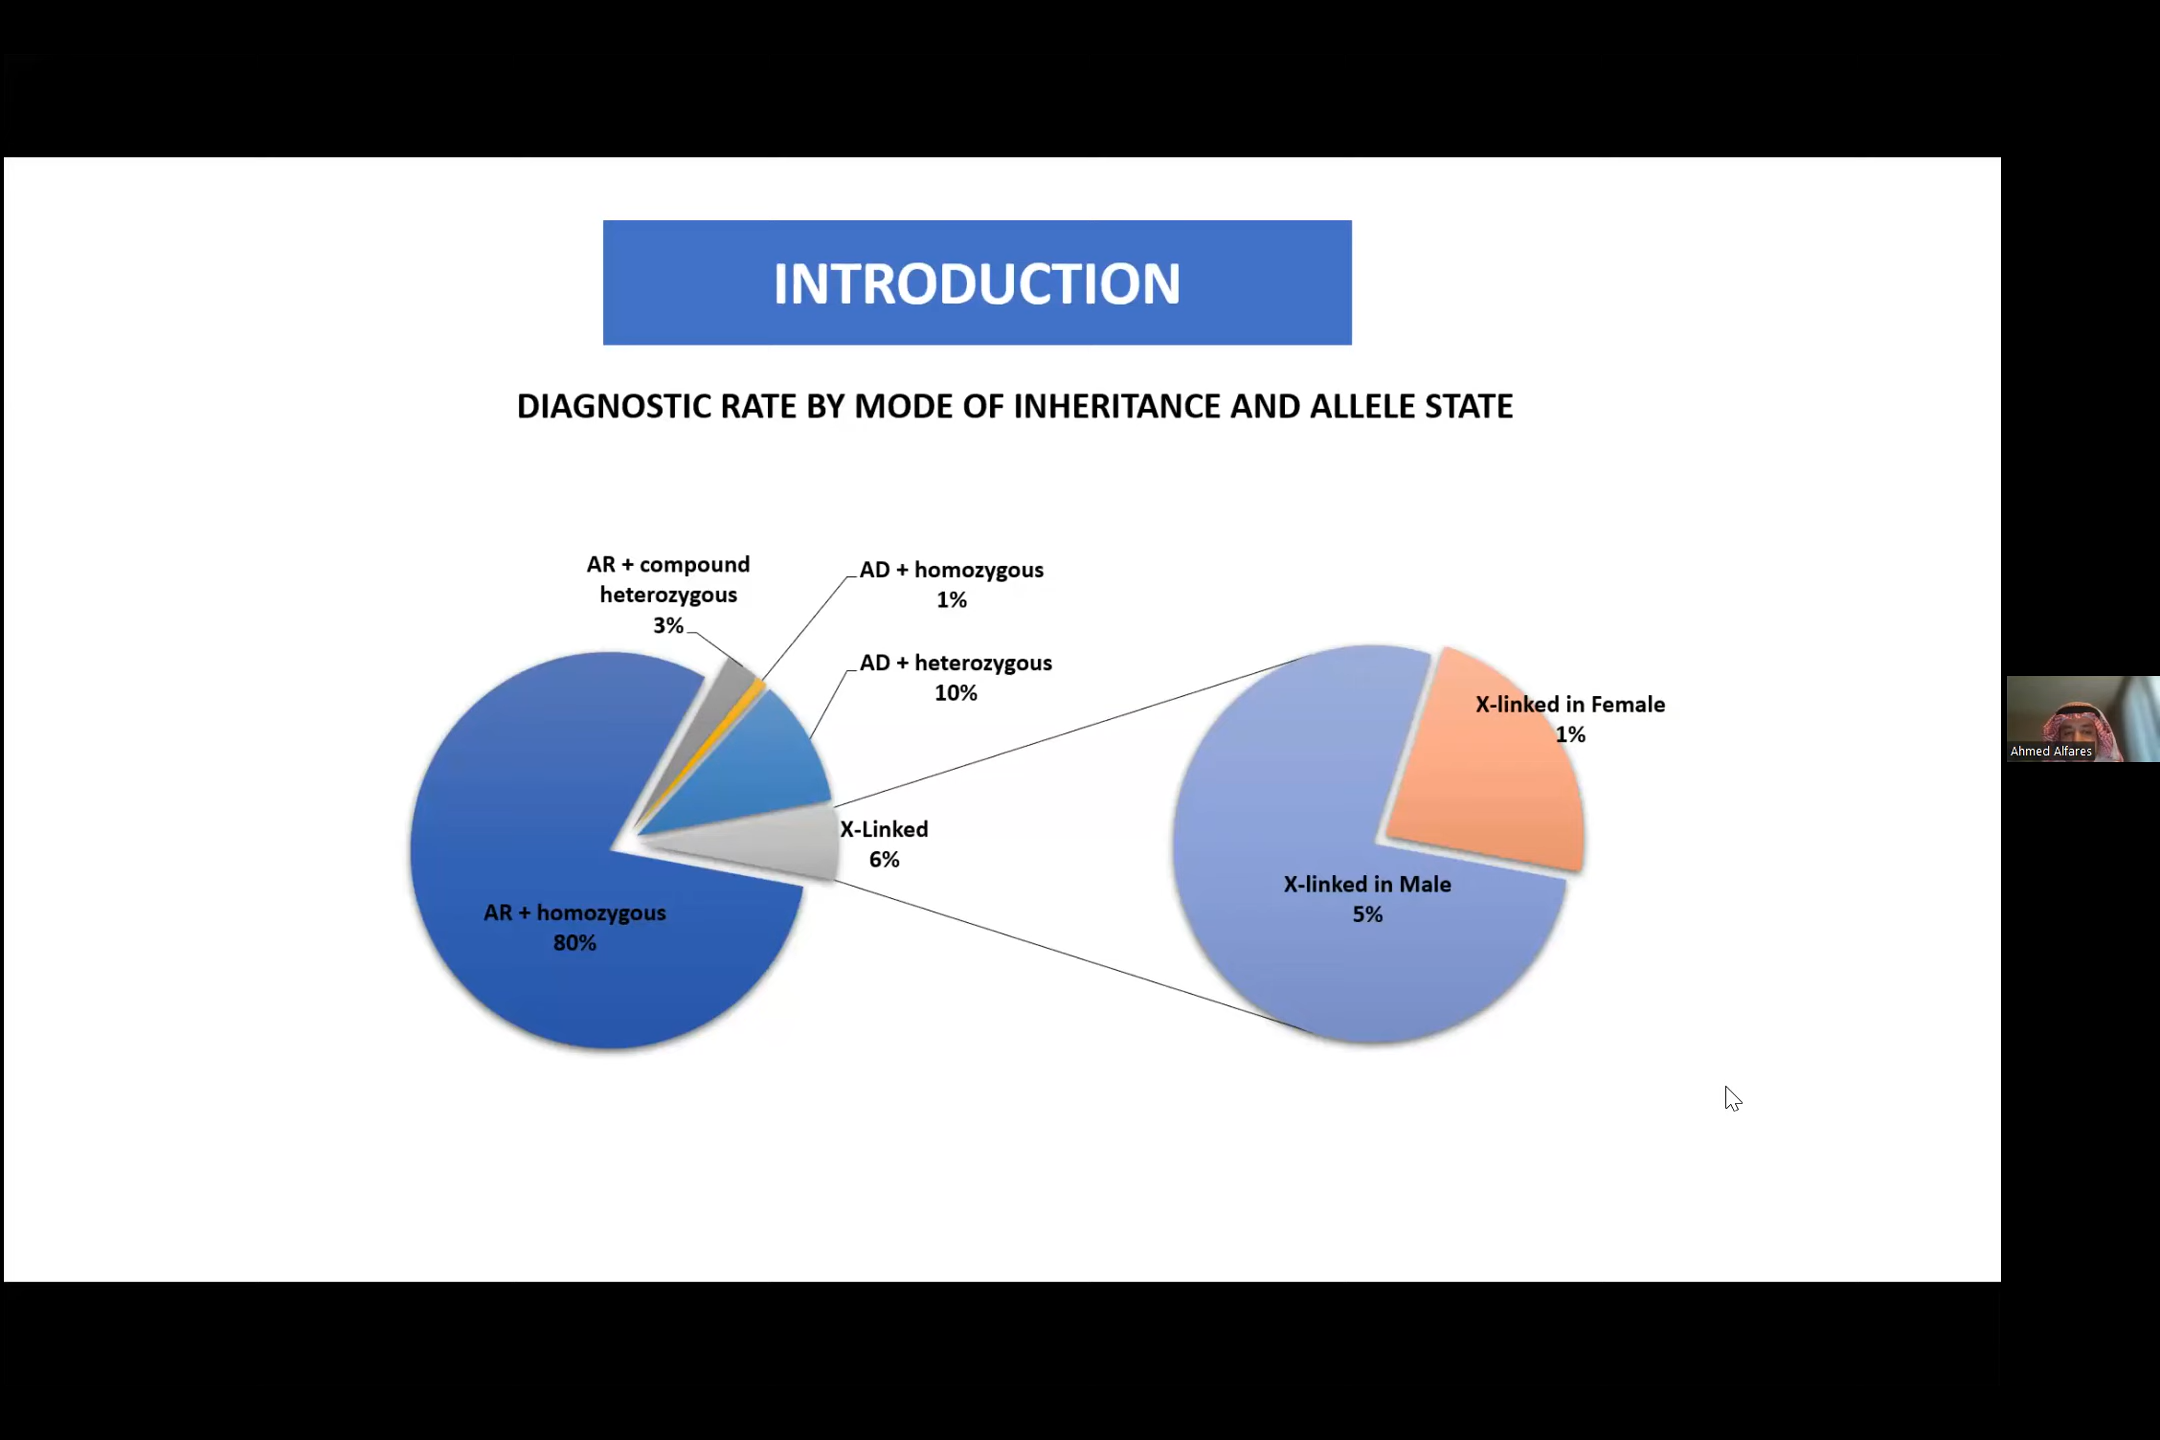 INTRODUCTION
DIAGNOSTIC RATE BY MODE OF INHERITANCE AND ALLELE STATE
AR + compound
heterozygous
3%
AD + homozygous
1%
AD + heterozygous
10%
X-Linked
6%
AR + homozygous
80%
X-linked in Female
1%
X-linked in Male
5%
Ahmed Alfares